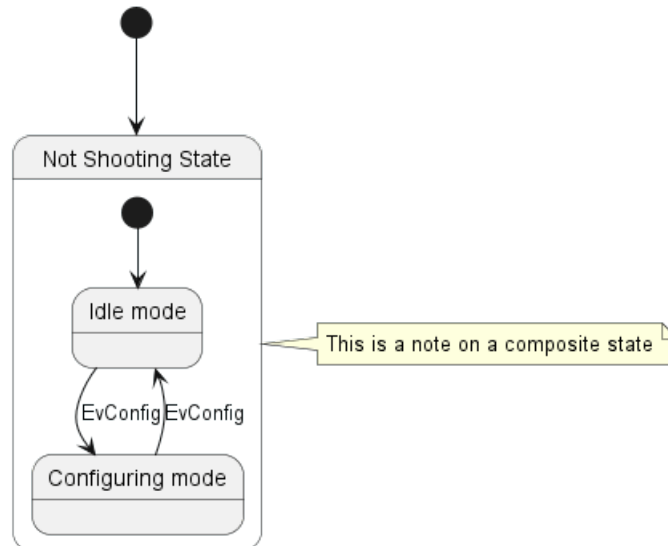 Not Shooting State
Idle mode
This is a note on a composite state
EvConfig
EvConfig
Configuring mode